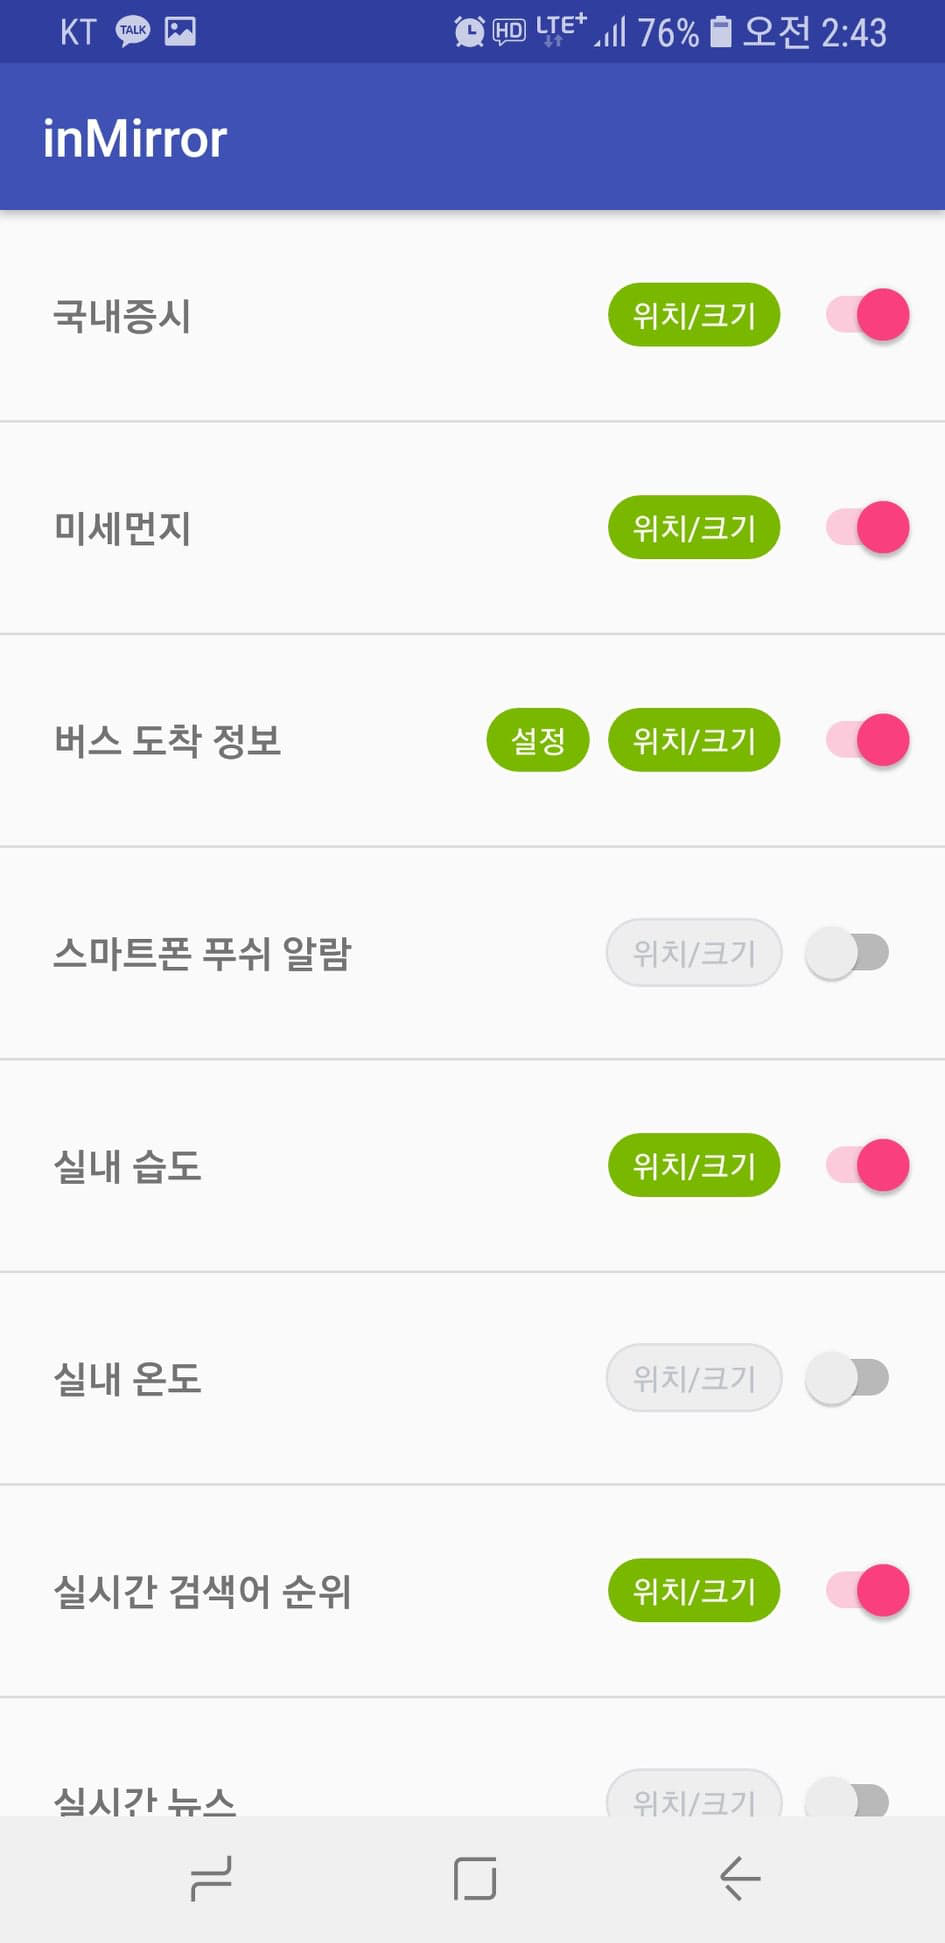 KT TALK HD LTE+ 76% 오전 2:43
inMirror
국내증시 위치/크기
미세먼지 위치/크기
버스 도착 정보 설정 위치/크기
스마트폰 푸쉬 알람 위치/크기
실내 습도 위치/크기
실내 온도 위치/크기
실시간 검색어 순위 위치/크기
실시간 뉴스 위치/크기